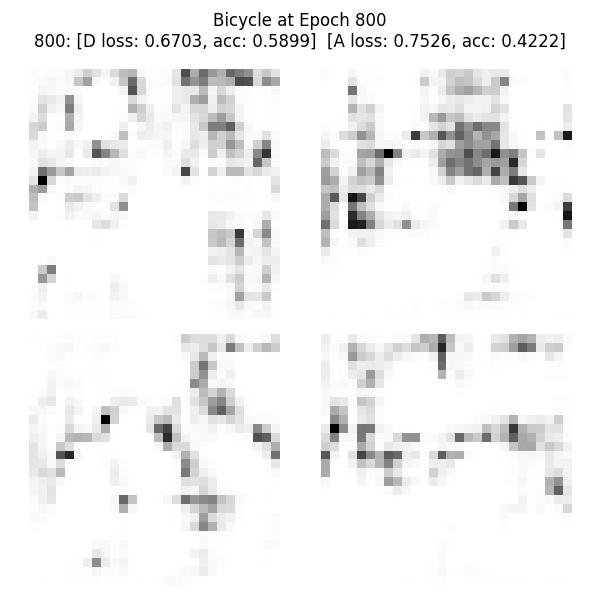 Bicycle at Epoch 800
800: [D loss: 0.6703, acc: 0.5899]  [A loss: 0.7526, acc: 0.4222]